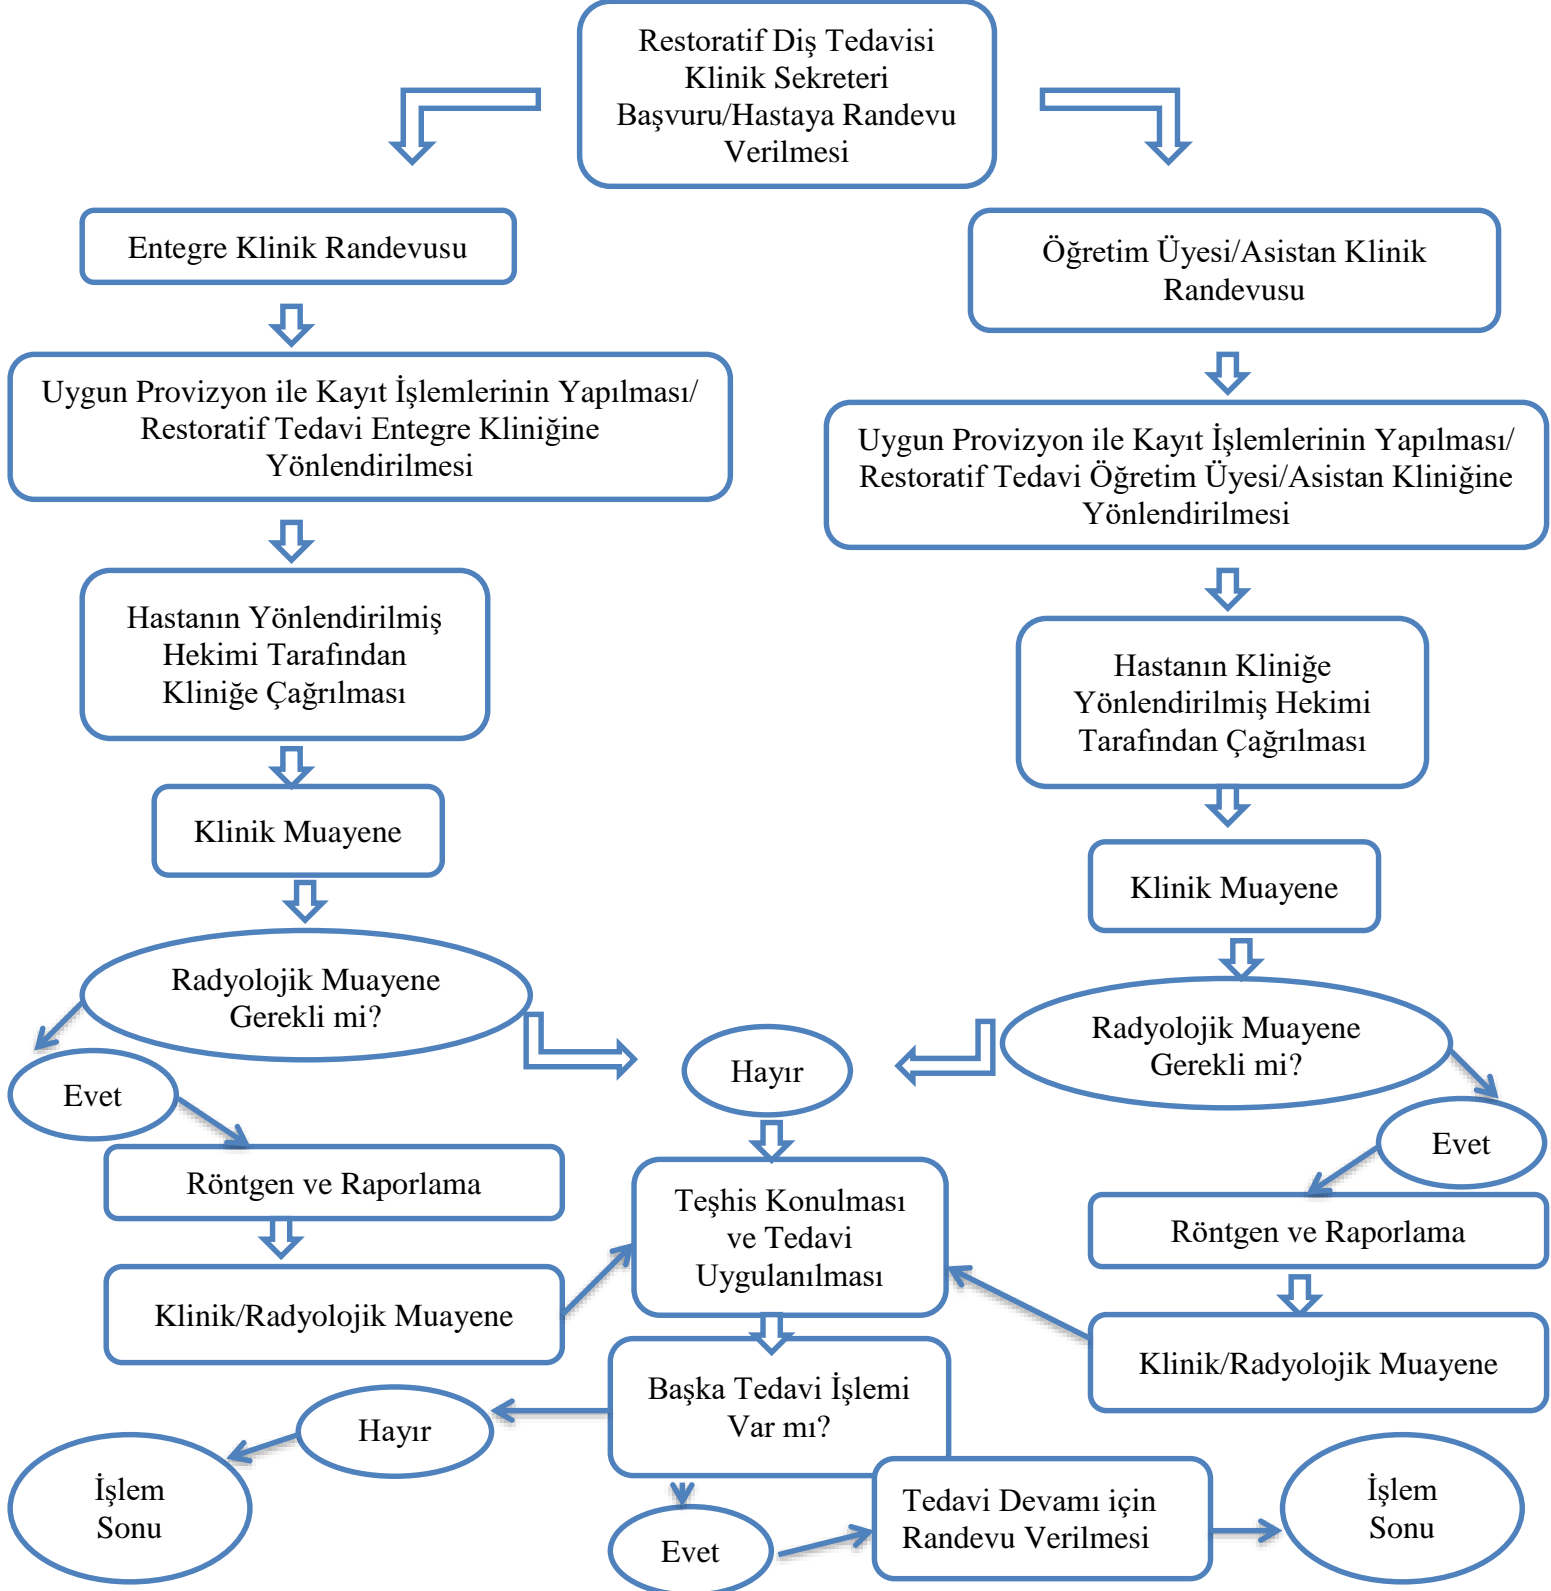 Restoratif Diş Tedavisi
Klinik Sekreteri
Başvuru/Hastaya Randevu
Verilmesi
Entegre Klinik Randevusu
Öğretim Üyesi/Asistan Klinik
Randevusu
Uygun Provizyon ile Kayıt İşlemlerinin Yapılması/
Restoratif Tedavi Entegre Kliniğine
Yönlendirilmesi
Uygun Provizyon ile Kayıt İşlemlerinin Yapılması/
Restoratif Tedavi Öğretim Üyesi/Asistan Kliniğine
Yönlendirilmesi
Hastanın Yönlendirilmiş
Hekimi Tarafından
Kliniğe Çağrılması
Hastanın Kliniğe
Yönlendirilmiş Hekimi
Tarafından Çağrılması
Klinik Muayene
Klinik Muayene
Radyolojik Muayene
Gerekli mi?
Radyolojik Muayene
Gerekli mi?
Hayır
Evet
Evet
Röntgen ve Raporlama
Teşhis Konulması
ve Tedavi
Uygulanılması
Röntgen ve Raporlama
Klinik/Radyolojik Muayene
Klinik/Radyolojik Muayene
Başka Tedavi İşlemi
Var mı?
Hayır
İşlem
Sonu
Evet
Tedavi Devamı için
Randevu Verilmesi
İşlem
Sonu